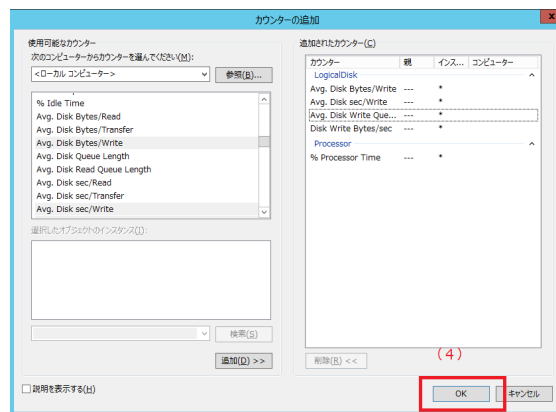 カウンターの追加
x
使用可能なカウンター
次のコンピューターからカウンターを選んでください(M):
<ローカル コンピューター>
参照(B)...
% Idle Time
Avg. Disk Bytes/Read
Avg. Disk Bytes/Transfer
Avg. Disk Bytes/Write
Avg. Disk Queue Length
Avg. Disk Read Queue Length
Avg. Disk sec/Read
Avg. Disk sec/Transfer
Avg. Disk sec/Write
選択したオブジェクトのインスタンス(I):
検索(S)
追加(D) >>
説明を表示する(H)
追加されたカウンター(C)
カウンター 親 インス... コンピューター
LogicalDisk
Avg. Disk Bytes/Write --- *
Avg. Disk sec/Write --- *
Avg. Disk Write Que... --- *
Disk Write Bytes/sec --- *
Processor
% Processor Time --- *
削除(R) <<
(4)
OK
キャンセル